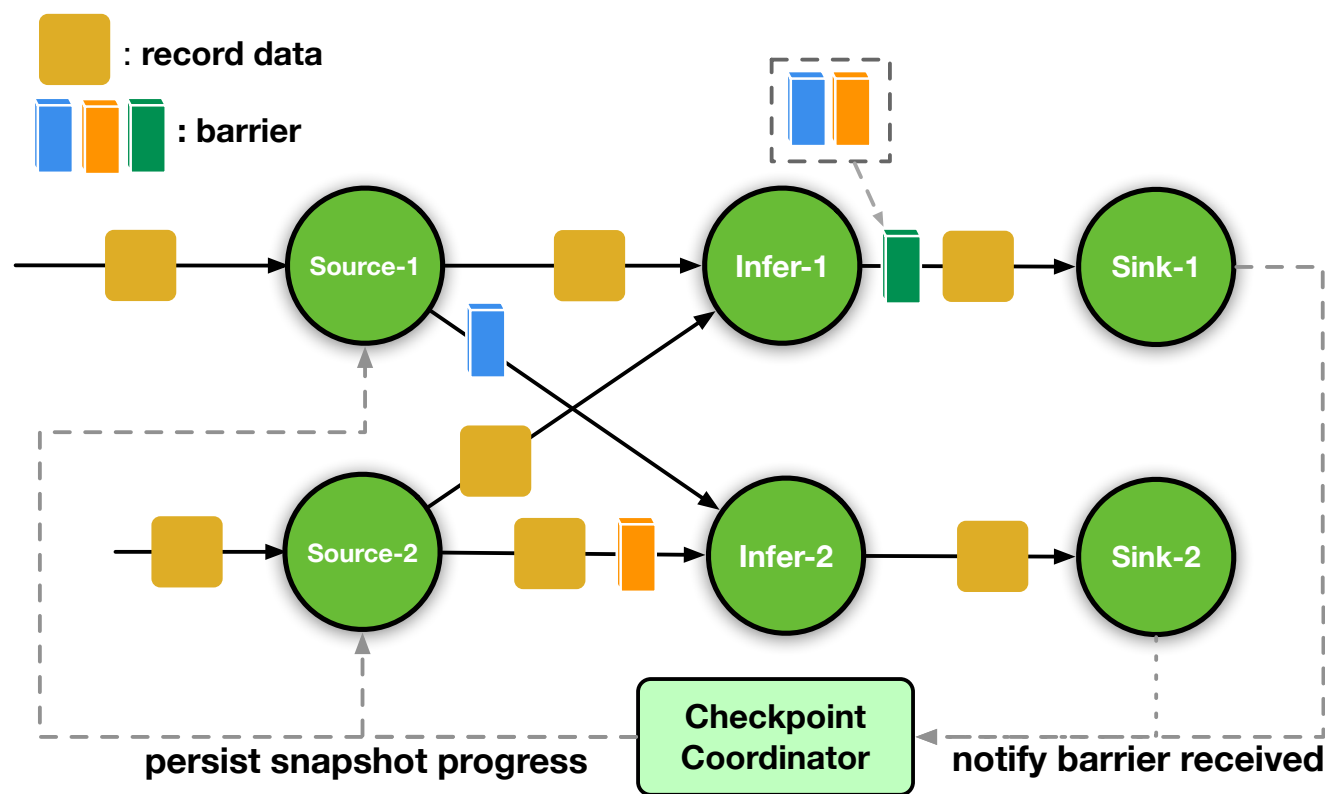 : record data
: barrier
Source-1
Infer-1
Sink-1
Source-2
Infer-2
Sink-2
Checkpoint
Coordinator
persist snapshot progress
notify barrier received